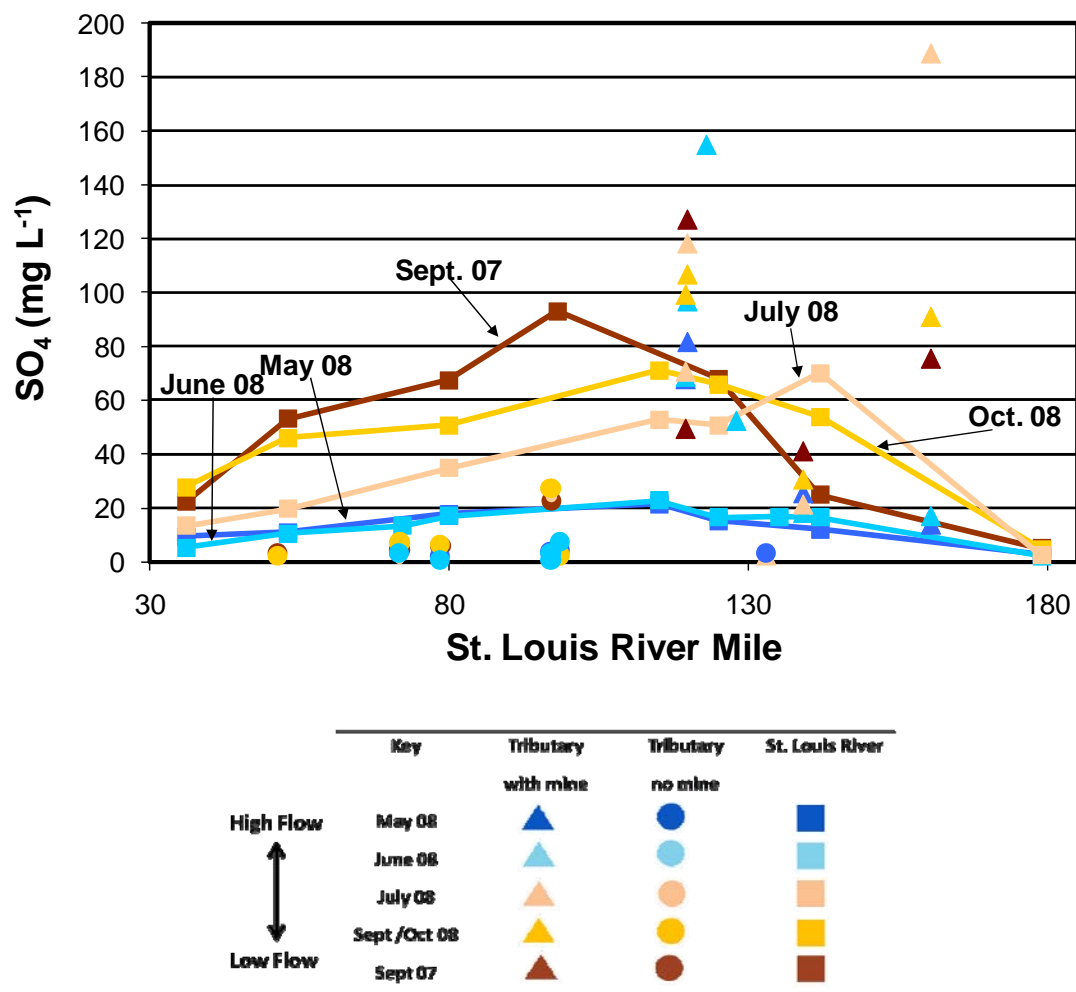 200
180
160
140
120
100
80
60
40
20
0
SO4 (mg L-1)
Sept. 07
July 08
May 08
June 08
Oct. 08
30 80 130 180
St. Louis River Mile
Key Tributary Tributary St. Louis River
with mine no mine
High Flow May 08
June 08
July 08
Sept /Oct 08
Low Flow Sept 07